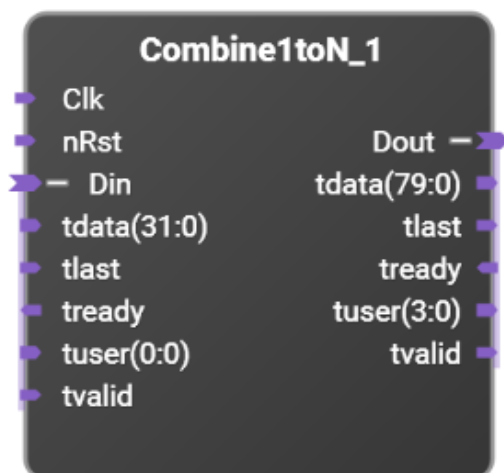 Combine1toN_1
Clk
nRst
Dout
Din
tdata(79:0)
tdata(31:0)
tlast
tlast
tready
tready
tuser(3:0)
tuser(0:0)
tvalid
tvalid